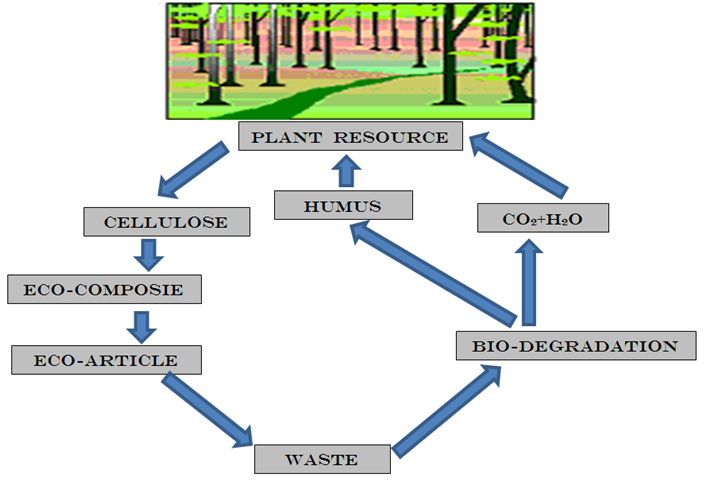 PLANT RESOURCE
HUMUS
CELLULOSE
CO₂+H₂O
ECO-COMPOSIE
ECO-ARTICLE
BIO-DEGRADATION
WASTE